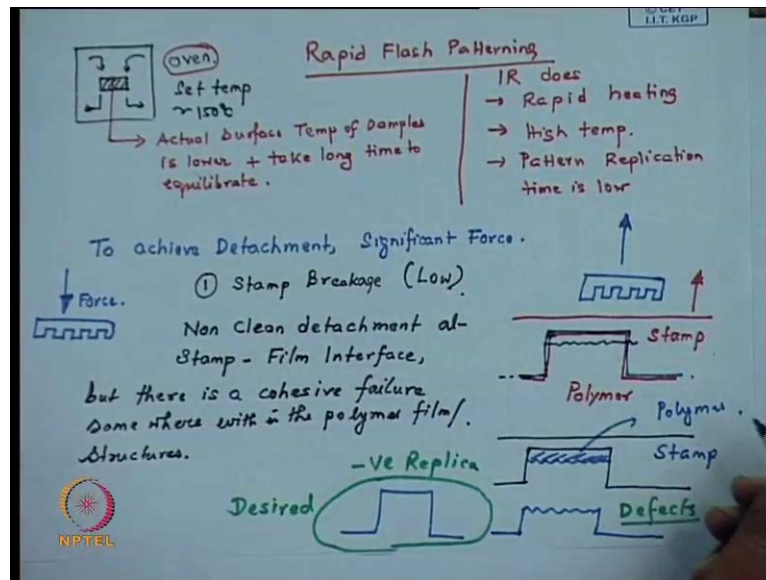 I.I.T. KGP
Rapid Flash Patterning
Oven.
Set temp
~ 150°c
→ Actual Surface Temp of Samples
is lower + take long time to
equilibrate.
IR does
→ Rapid heating
→ High temp.
→ Pattern Replication
time is low
To achieve Detachment, Significant Force.
Force.
① Stamp Breakage (Low)
Non Clean detachment at
Stamp - Film Interface,
but there is a cohesive failure
some where with in the polymer film/.
Structures.
Stamp
Polymer
Polymer.
Stamp
-ve Replica
Desired
Defects
NPTEL